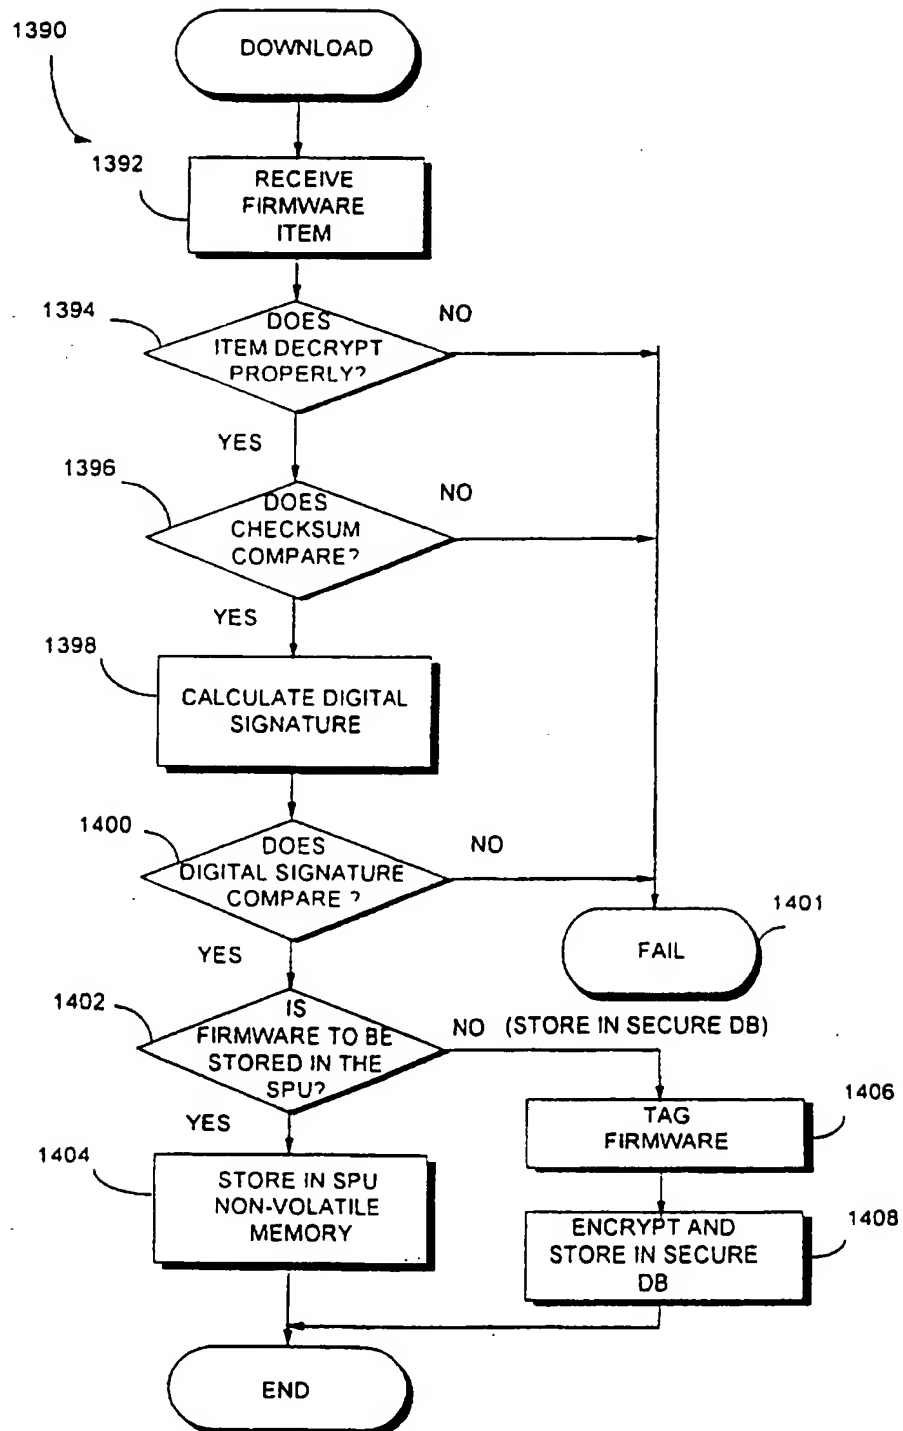 1390
DOWNLOAD
1392
RECEIVE
FIRMWARE
ITEM
1394
DOES
ITEM DECRYPT
PROPERLY?
NO
YES
1396
DOES
CHECKSUM
COMPARE?
NO
YES
1398
CALCULATE DIGITAL
SIGNATURE
1400
DOES
DIGITAL SIGNATURE
COMPARE ?
NO
YES
FAIL
1401
1402
IS
FIRMWARE TO BE
STORED IN THE
SPU?
NO (STORE IN SECURE DB)
YES
1404
STORE IN SPU
NON-VOLATILE
MEMORY
TAG
FIRMWARE
1406
ENCRYPT AND
STORE IN SECURE
DB
1408
END